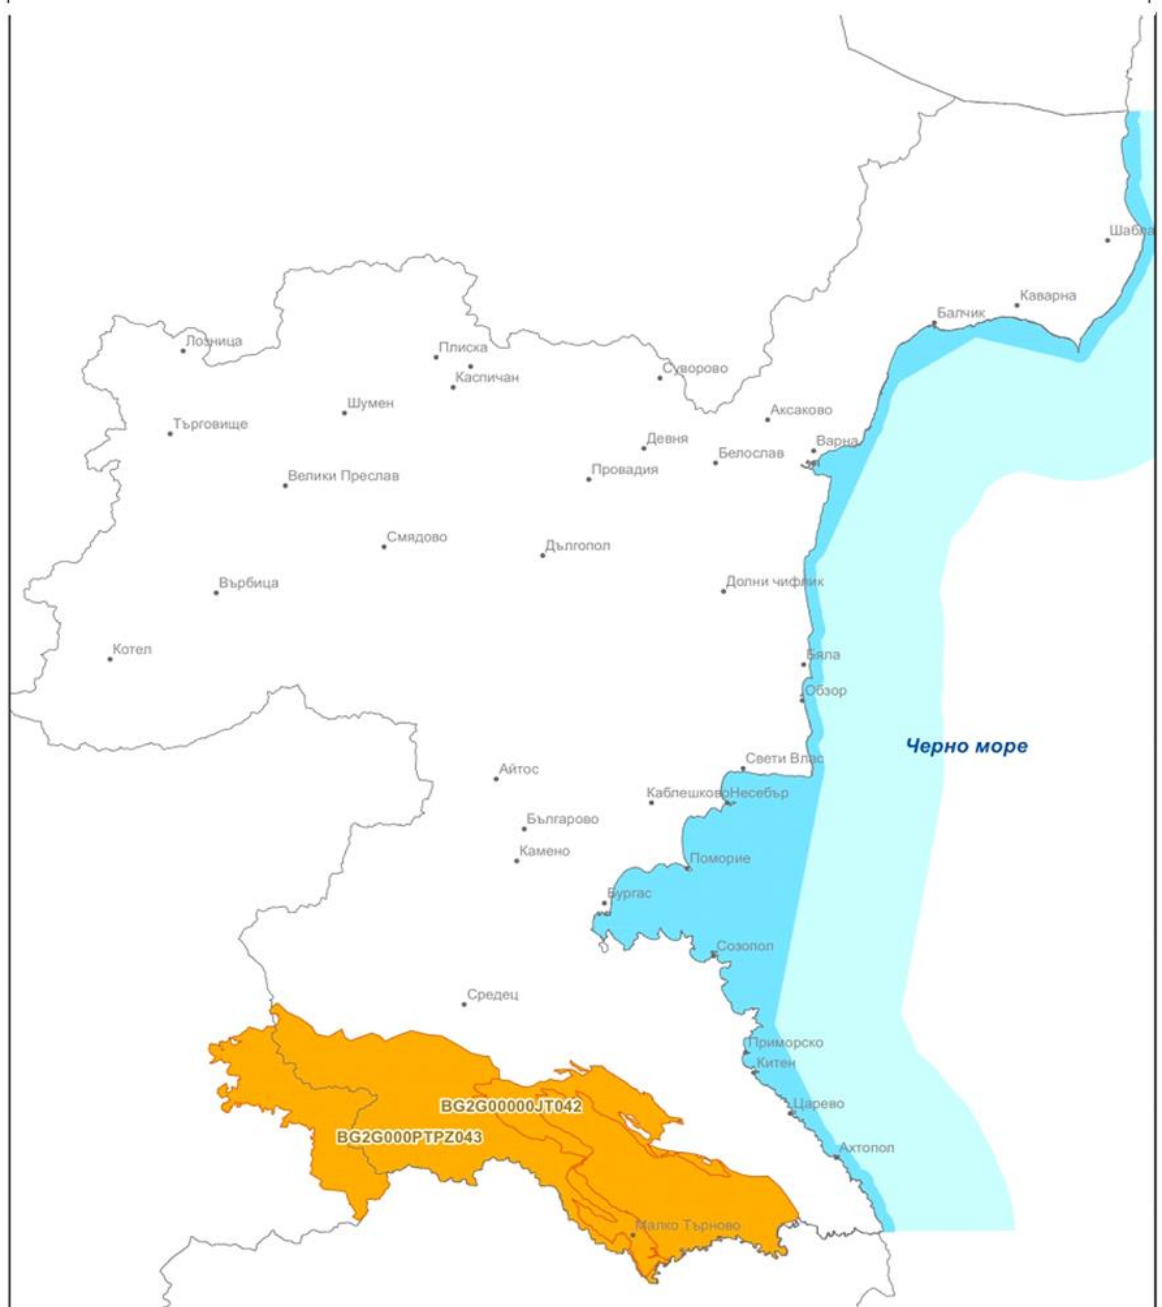 Шабла
Каварна
Балчик
Лозница
Плиска
Каспичан
Суворово
Шумен
Аксаково
Търговище
Девня
Варна
Белослав
Провадия
Велики Преслав
Смядово
Дългопол
Върбица
Долни чифлик
Котел
Бяла
Обзор
Черно море
Свети Влас
Айтос
Каблешково
Несебър
Българово
Камено
Поморие
Бургас
Созопол
Средец
Приморско
Китен
BG2G00000JT042
Царево
BG2G000PTPZ043
Ахтопол
Малко Търново